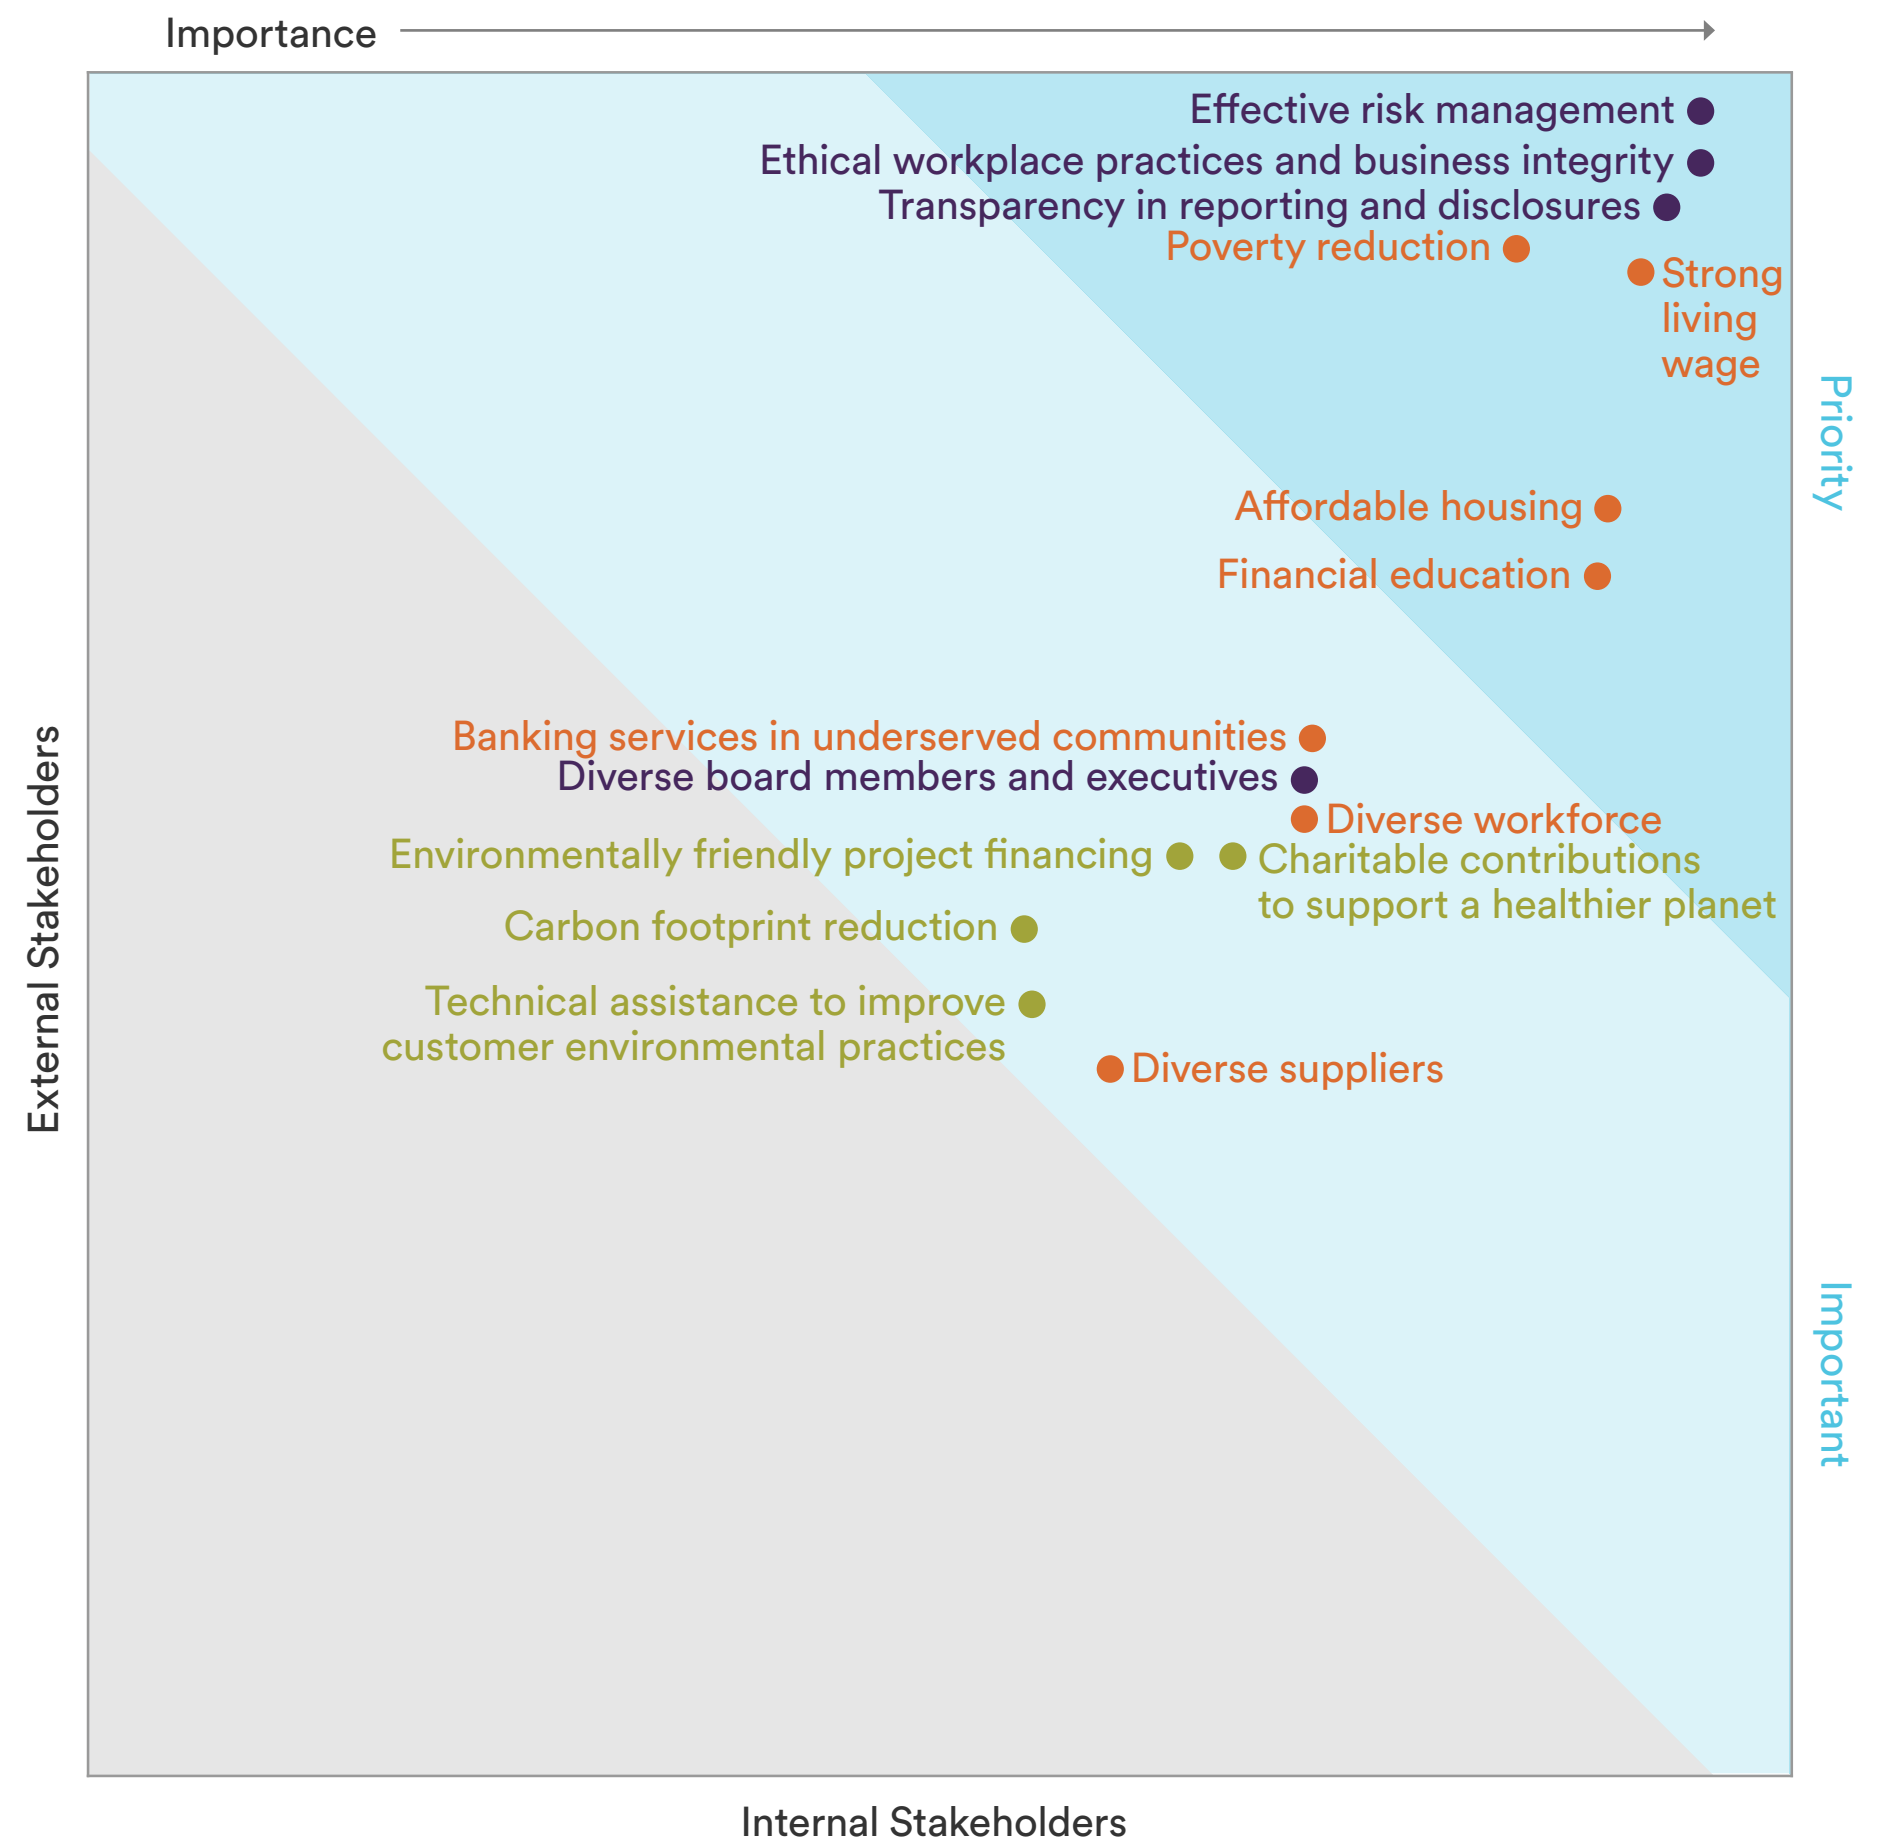 Importance
Effective risk management
Ethical workplace practices and business integrity
Transparency in reporting and disclosures
Poverty reduction
Strong
living
wage
Priority
Affordable housing
Financial education
Banking services in underserved communities
Diverse board members and executives
Diverse workforce
Environmentally friendly project financing
Charitable contributions
to support a healthier planet
Carbon footprint reduction
Technical assistance to improve
customer environmental practices
Diverse suppliers
External Stakeholders
Important
Internal Stakeholders